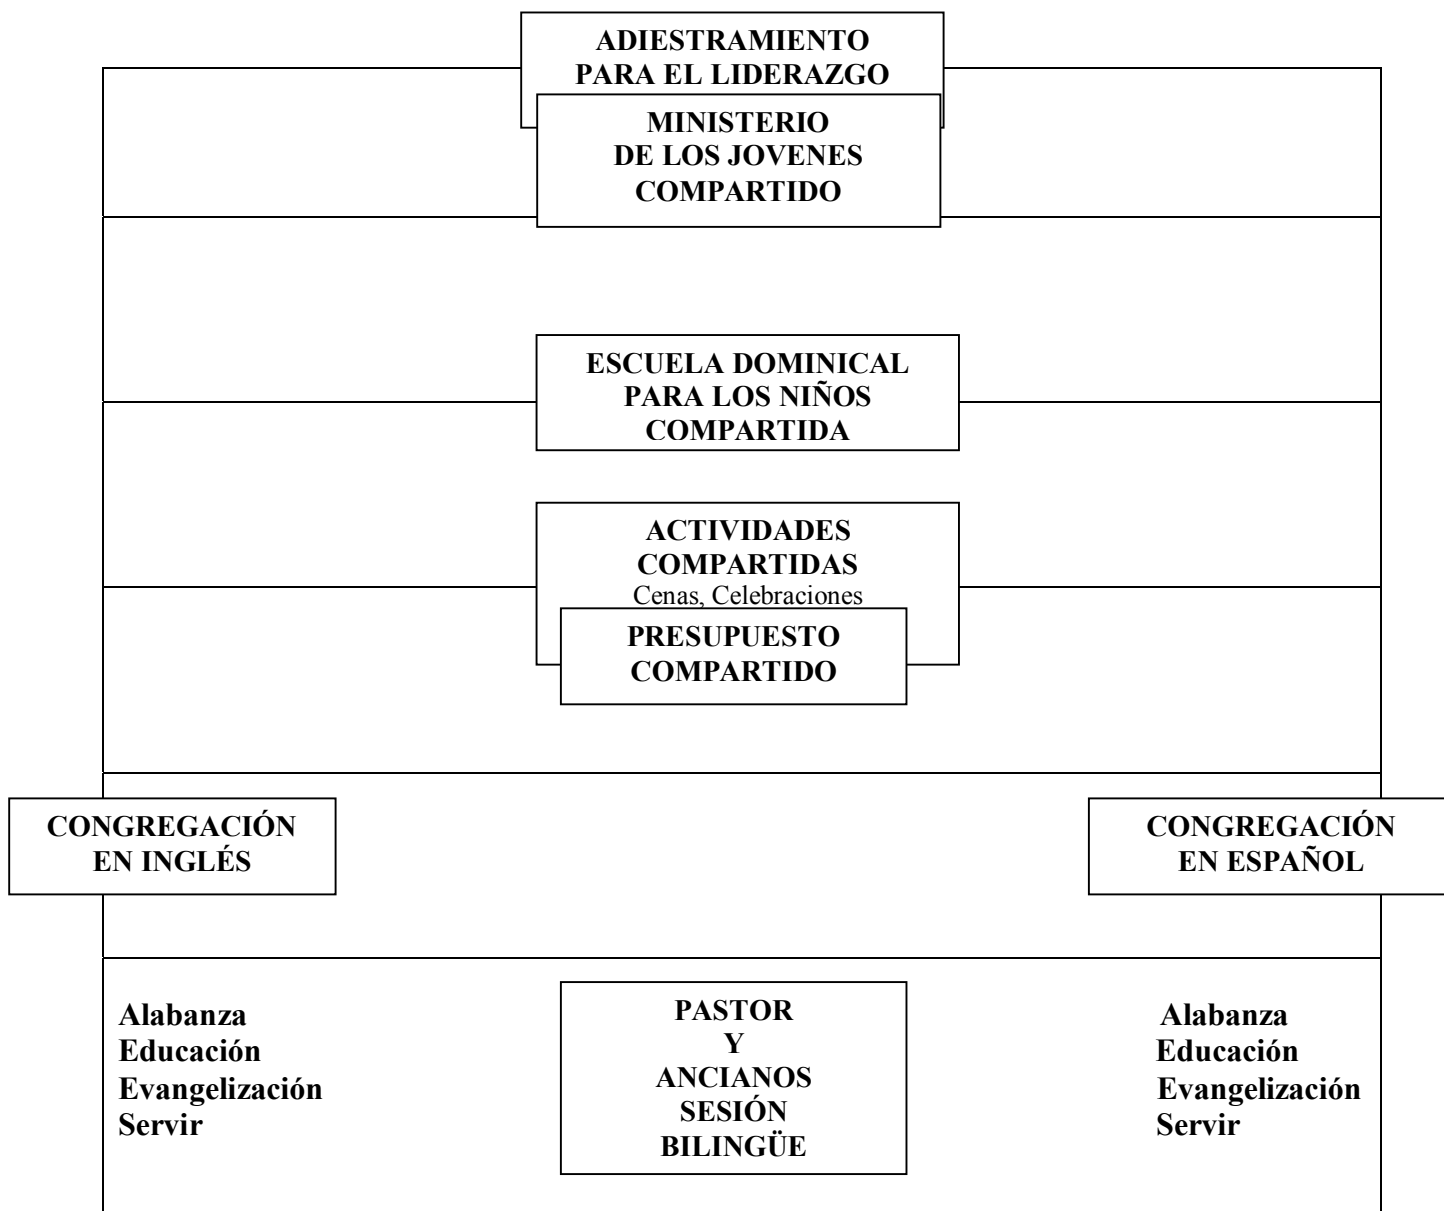 ADIESTRAMIENTO
PARA EL LIDERAZGO
MINISTERIO
DE LOS JOVENES
COMPARTIDO
ESCUELA DOMINICAL
PARA LOS NIÑOS
COMPARTIDA
ACTIVIDADES
COMPARTIDAS
Cenas, Celebraciones
PRESUPUESTO
COMPARTIDO
CONGREGACIÓN
EN INGLÉS
CONGREGACIÓN
EN ESPAÑOL
Alabanza
Educación
Evangelización
Servir
PASTOR
Y
ANCIANOS
SESIÓN
BILINGÜE
Alabanza
Educación
Evangelización
Servir